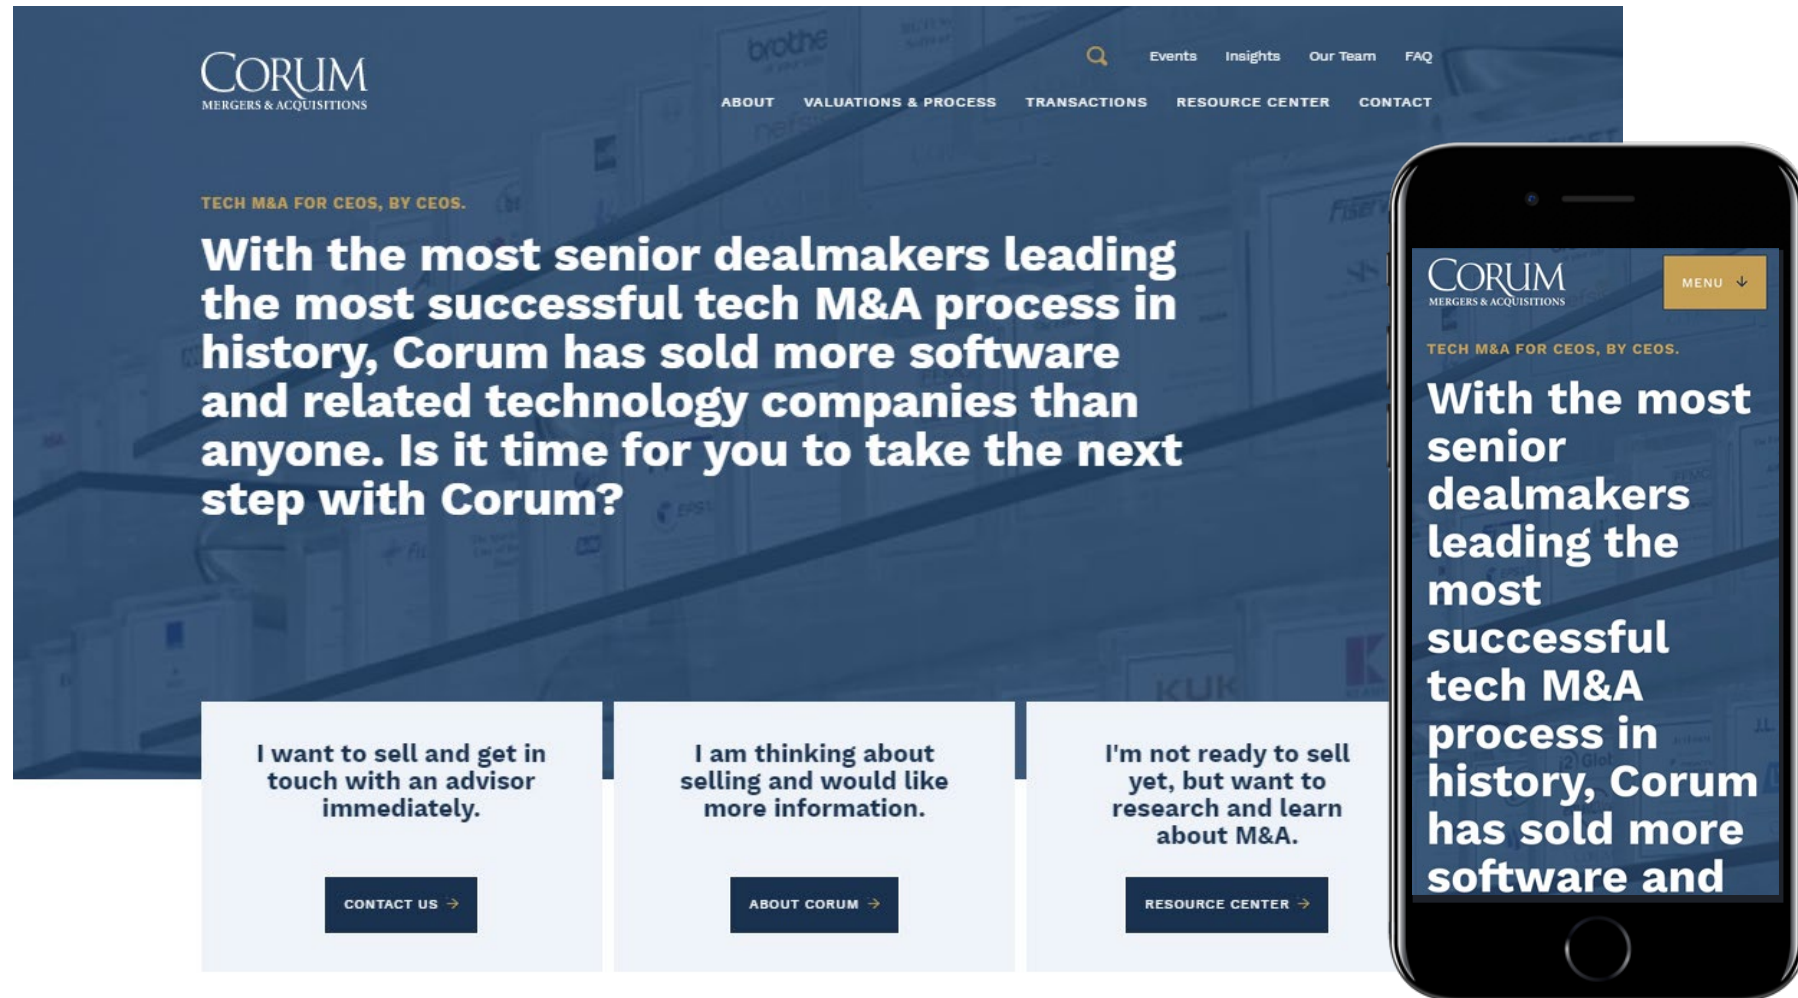 brothe
CORUM
MERGERS & ACQUISITIONS
Events Insights Our Team FAQ
ABOUT VALUATIONS & PROCESS TRANSACTIONS RESOURCE CENTER CONTACT
TECH M&A FOR CEOS, BY CEOS.
With the most senior dealmakers leading
the most successful tech M&A process in
history, Corum has sold more software
and related technology companies than
anyone. Is it time for you to take the next
step with Corum?
KUK
I want to sell and get in
touch with an advisor
immediately.
CONTACT US →
I am thinking about
selling and would like
more information.
ABOUT CORUM →
I'm not ready to sell
yet, but want to
research and learn
about M&A.
RESOURCE CENTER →
CORUM
MERGERS & ACQUISITIONS
MENU ↓
TECH M&A FOR CEOS, BY CEOS.
With the most
senior
dealmakers
leading the
most
successful
tech M&A
process in
history, Corum
has sold more
software and